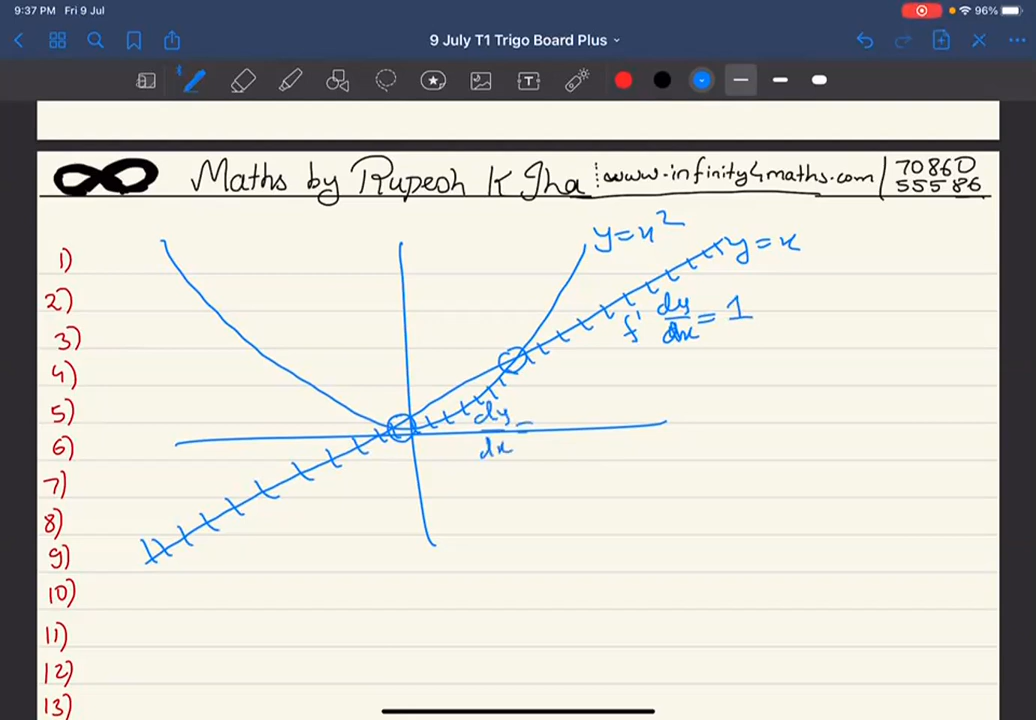 9:37 PM Fri 9 Jul
96%
9 July T1 Trigo Board Plus
T
∞ Maths by Rupesh K Jha www.infinity4maths.com / 70860 55586
1)
2)
3)
4)
5)
6)
7)
8)
9)
10)
11)
12)
13)
y=x²
y=x
f' dy/dx = 1
dy/dx =